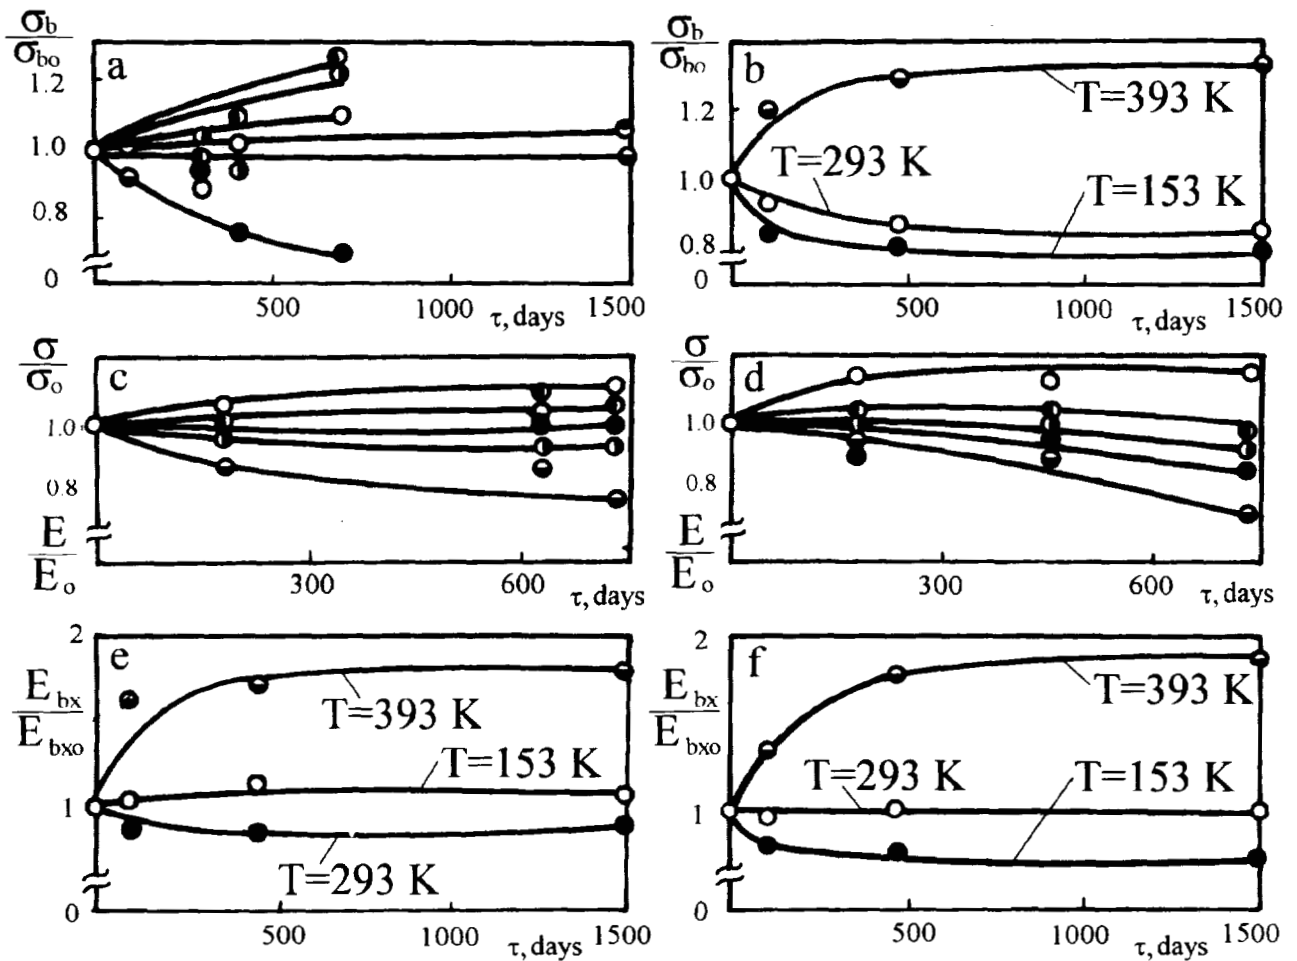 σb/σbo
a
1.2
1.0
0.8
0
500
1000
1500
τ, days
σb/σbo
b
1.2
1.0
0.8
0
T=393 K
T=293 K
T=153 K
500
1000
1500
τ, days
σ/σo
c
1.0
0.8
E/Eo
300
600
τ, days
σ/σo
d
1.0
0.8
E/Eo
300
600
τ, days
2
e
Ebx/Ebxo
1
0
T=393 K
T=153 K
T=293 K
500
1000
1500
τ, days
2
f
Ebx/Ebxo
1
0
T=393 K
T=293 K
T=153 K
500
1000
1500
τ, days